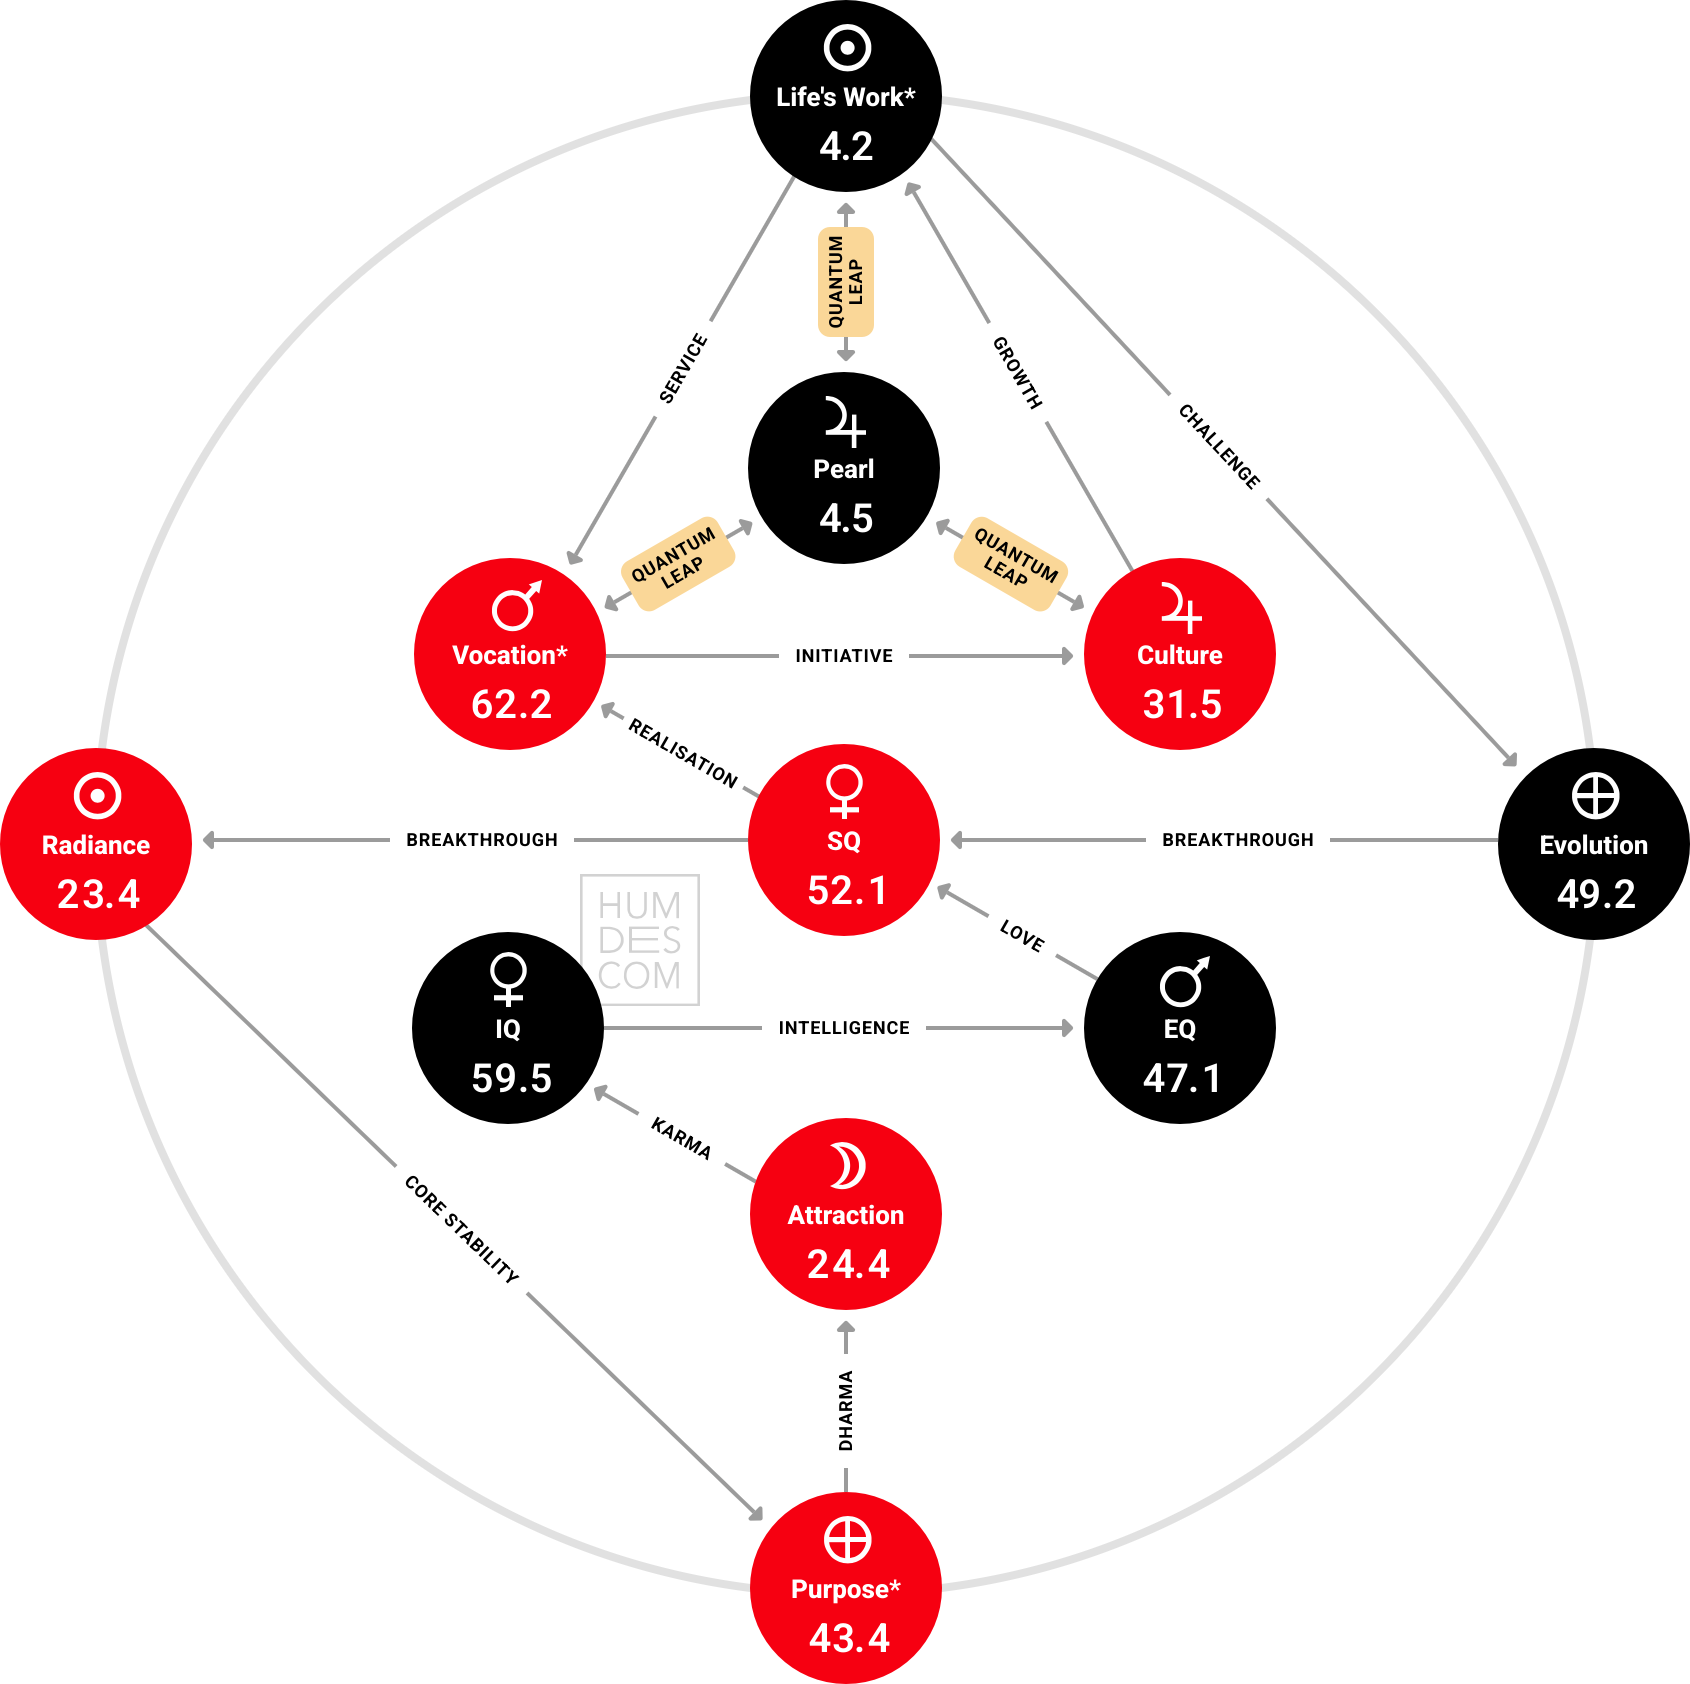 Life's Work*
4.2
QUANTUM
LEAP
SERVICE
GROWTH
CHALLENGE
Pearl
4.5
QUANTUM
LEAP
QUANTUM
LEAP
Vocation*
62.2
INITIATIVE
Culture
31.5
REALISATION
Radiance
23.4
BREAKTHROUGH
SQ
52.1
BREAKTHROUGH
Evolution
49.2
HUM
DES
COM
LOVE
IQ
59.5
INTELLIGENCE
EQ
47.1
KARMA
CORE STABILITY
Attraction
24.4
DHARMA
Purpose*
43.4